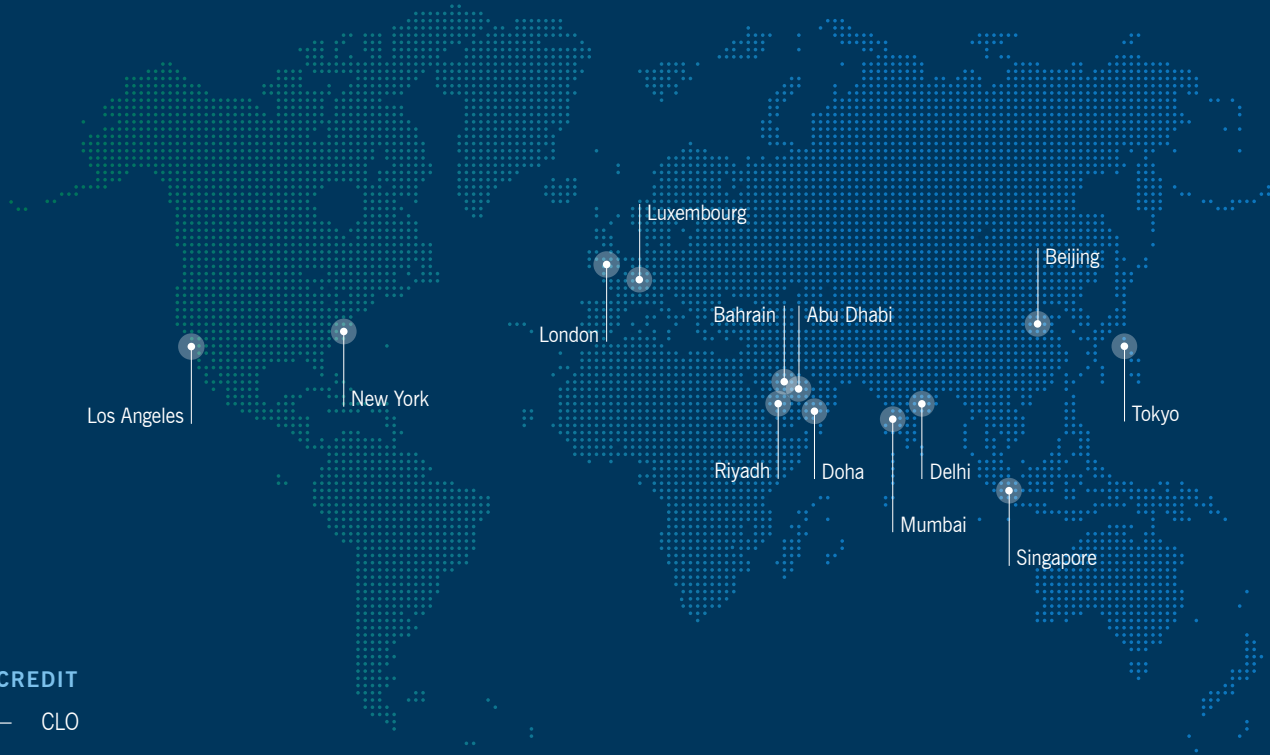 Luxembourg
Beijing
Bahrain
Abu Dhabi
London
New York
Los Angeles
Tokyo
Riyadh
Doha
Delhi
Mumbai
Singapore
CREDIT
— CLO